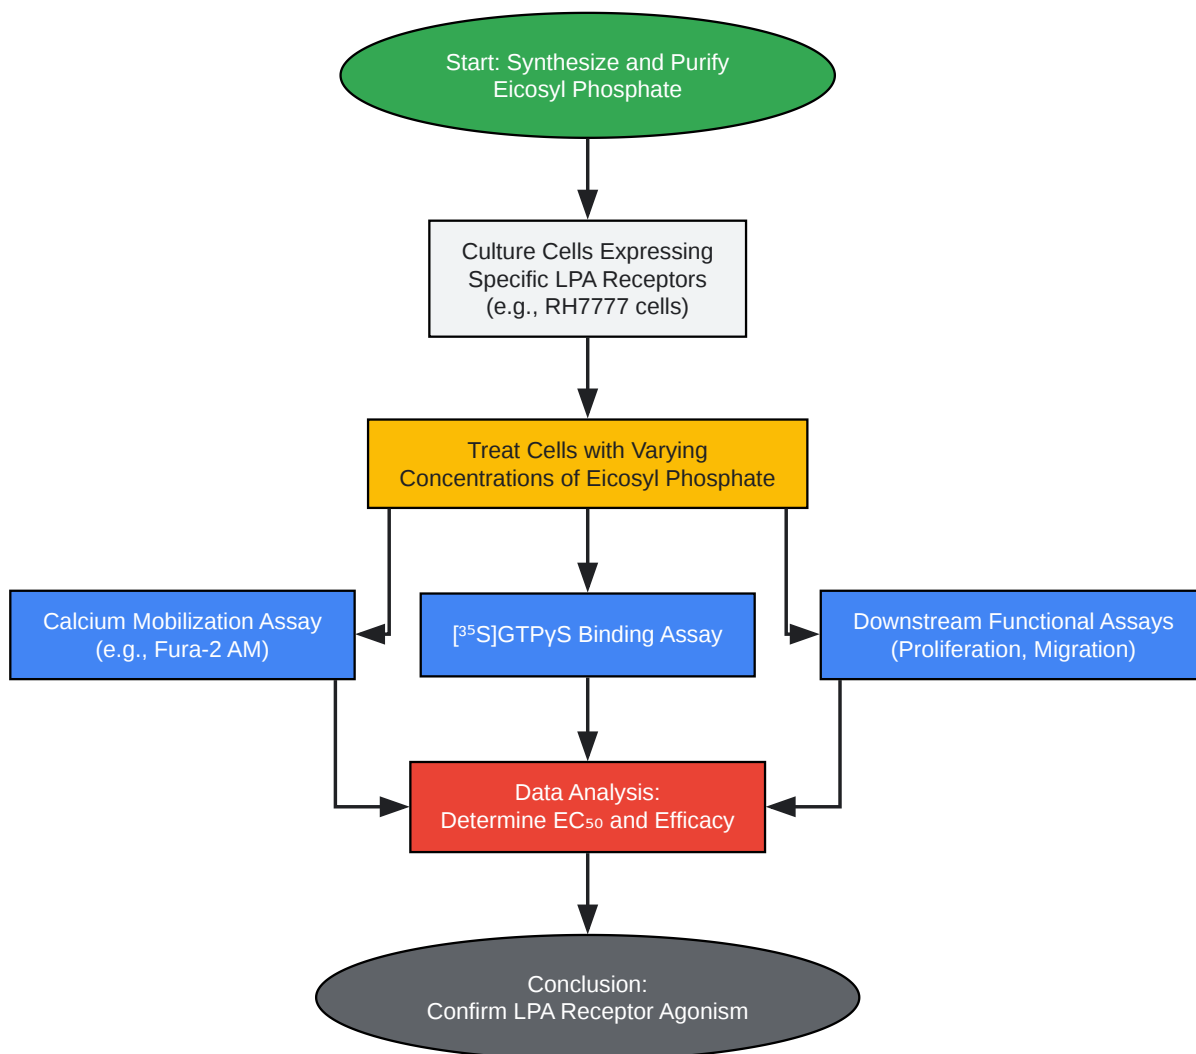 Start: Synthesize and Purify
Eicosyl Phosphate
Culture Cells Expressing
Specific LPA Receptors
(e.g., RH7777 cells)
Treat Cells with Varying
Concentrations of Eicosyl Phosphate
Calcium Mobilization Assay
(e.g., Fura-2 AM)
[³⁵S]GTPγS Binding Assay
Downstream Functional Assays
(Proliferation, Migration)
Data Analysis:
Determine EC₅₀ and Efficacy
Conclusion:
Confirm LPA Receptor Agonism